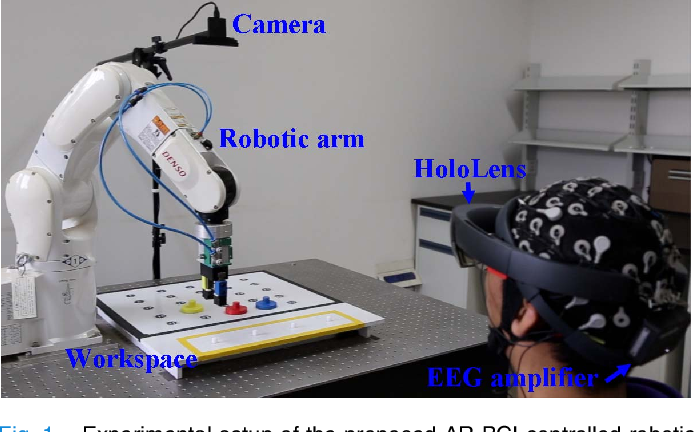 Camera
Robotic arm
DENSO
HoloLens
Workspace
EEG amplifier
Fig. 1. Experimental setup of the proposed AR-BCI-controlled robotic